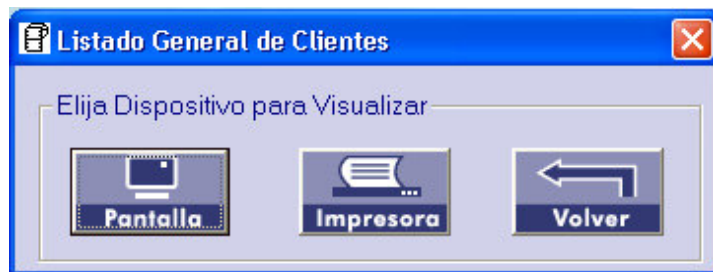 Listado General de Clientes
Elija Dispositivo para Visualizar
Pantalla Impresora Volver